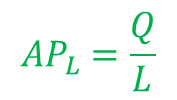 AP_L = Q/L